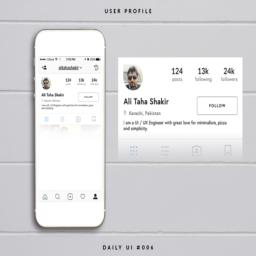 USER PROFILE
124
posts
13k
following
24k
followers
Ali Taha Shakir
FOLLOW
Karachi, Pakistan
I am a UI / UX Engineer with great love for minimalism, pizza
and simplicity.
124
posts
13k
following
24k
followers
Ali Taha Shakir
FOLLOW
Karachi, Pakistan
I am a UI / UX Engineer with great love for minimalism, pizza
and simplicity.
DAILY UI #006